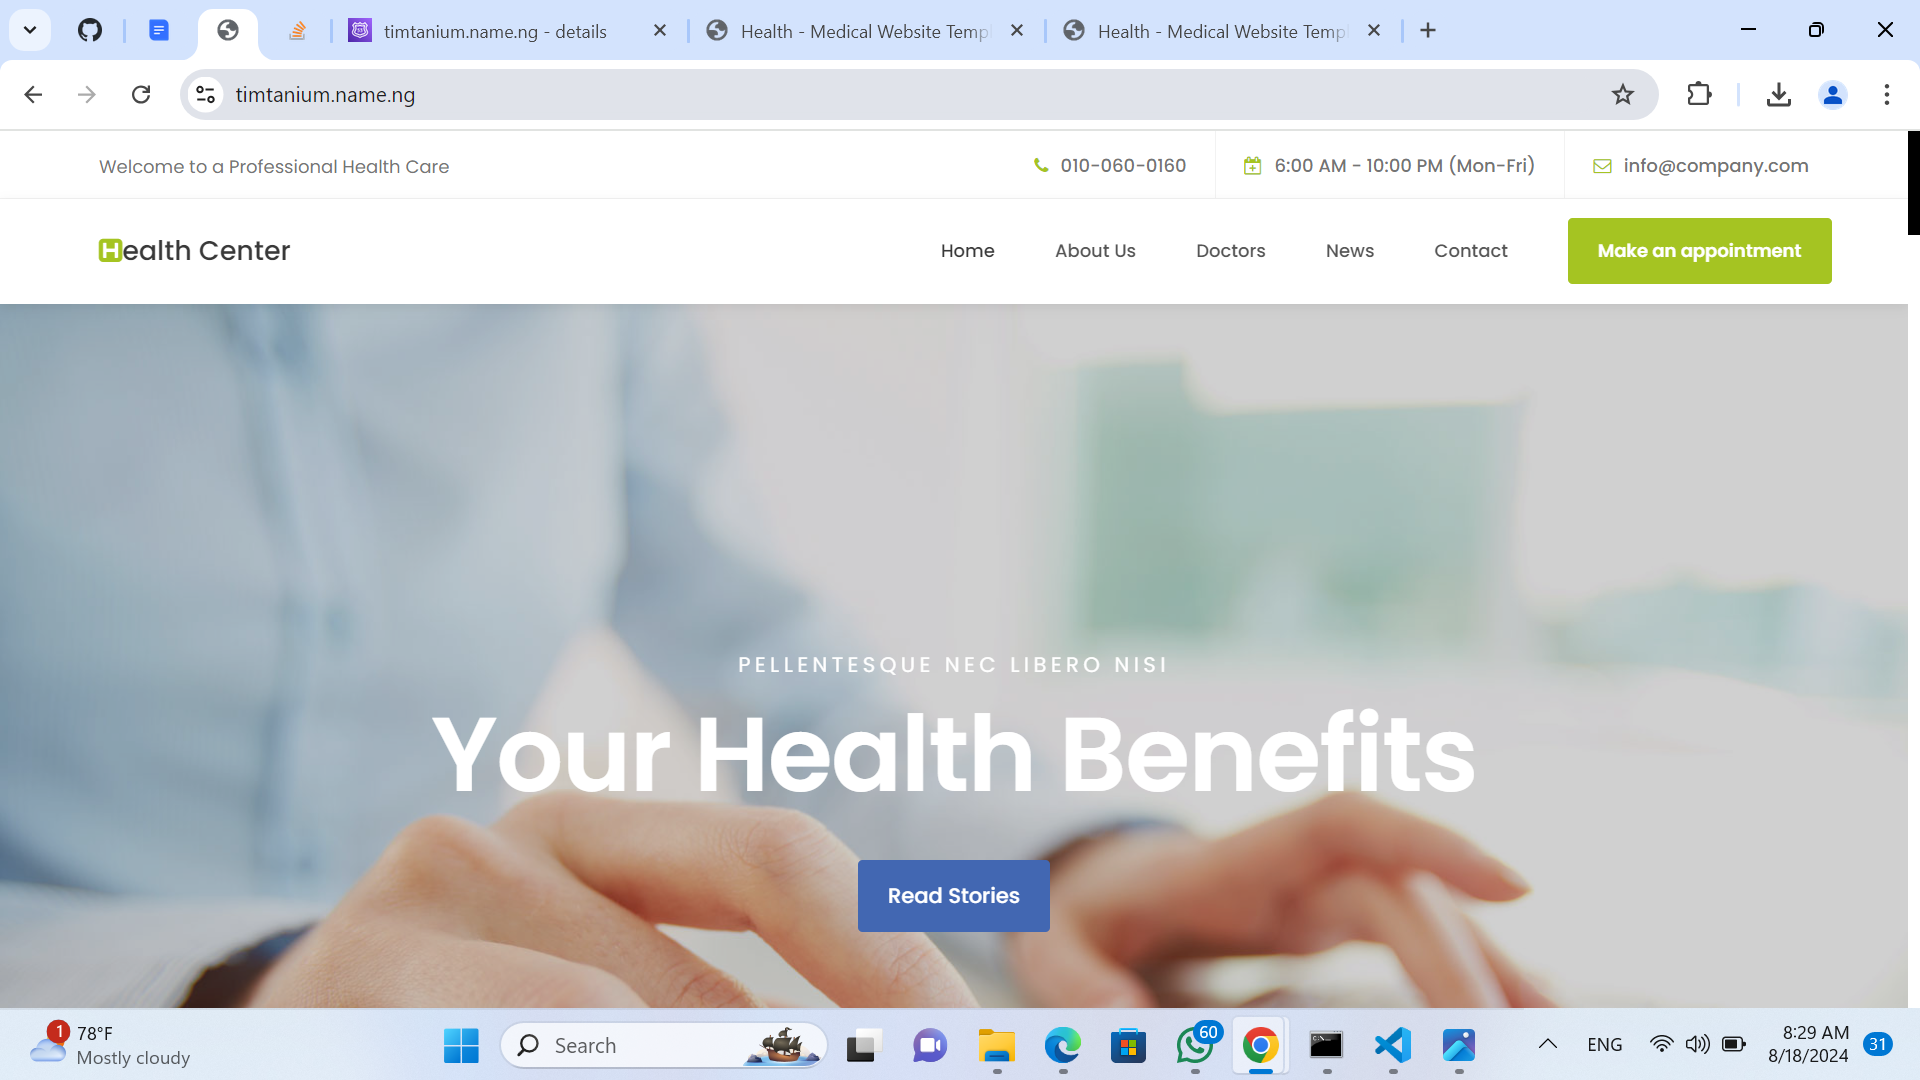 timtanium.name.ng - details
Health - Medical Website Temp
Health - Medical Website Temp
timtanium.name.ng
Welcome to a Professional Health Care
010-060-0160
6:00 AM - 10:00 PM (Mon-Fri)
info@company.com
Health Center
Home
About Us
Doctors
News
Contact
Make an appointment
PELLENTESQUE NEC LIBERO NISI
Your Health Benefits
Read Stories
1
78°F
Mostly cloudy
Search
60
ENG
8:29 AM
8/18/2024
31